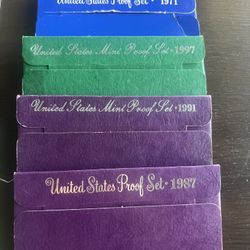 United States Proof Set • 1971
United States Mint Proof Set • 1997
United States Mint Proof Set • 1991
United States Proof Set • 1987